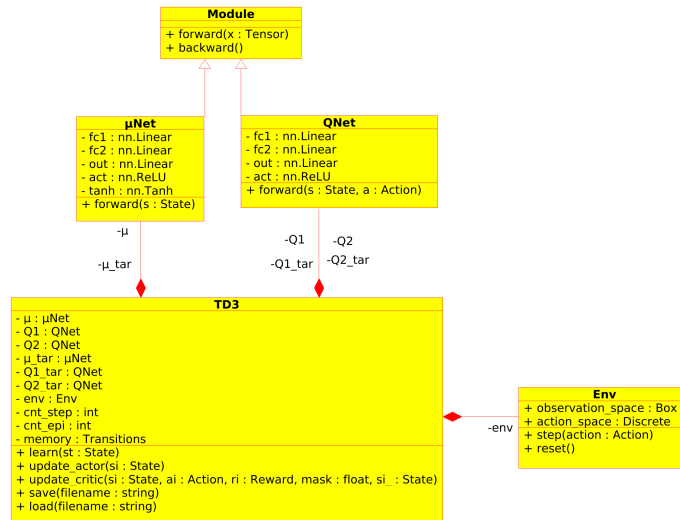 Module
+ forward(x : Tensor)
+ backward()
µNet
- fc1 : nn.Linear
- fc2 : nn.Linear
- out : nn.Linear
- act : nn.ReLU
- tanh : nn.Tanh
+ forward(s : State)
QNet
- fc1 : nn.Linear
- fc2 : nn.Linear
- out : nn.Linear
- act : nn.ReLU
+ forward(s : State, a : Action)
-µ
-µ_tar
-Q1
-Q2
-Q1_tar
-Q2_tar
TD3
- µ : µNet
- Q1 : QNet
- Q2 : QNet
- µ_tar : µNet
- Q1_tar : QNet
- Q2_tar : QNet
- env : Env
- cnt_step : int
- cnt_epi : int
- memory : Transitions
+ learn(st : State)
+ update_actor(si : State)
+ update_critic(si : State, ai : Action, ri : Reward, mask : float, si_ : State)
+ save(filename : string)
+ load(filename : string)
-env
Env
+ observation_space : Box
+ action_space : Discrete
+ step(action : Action)
+ reset()